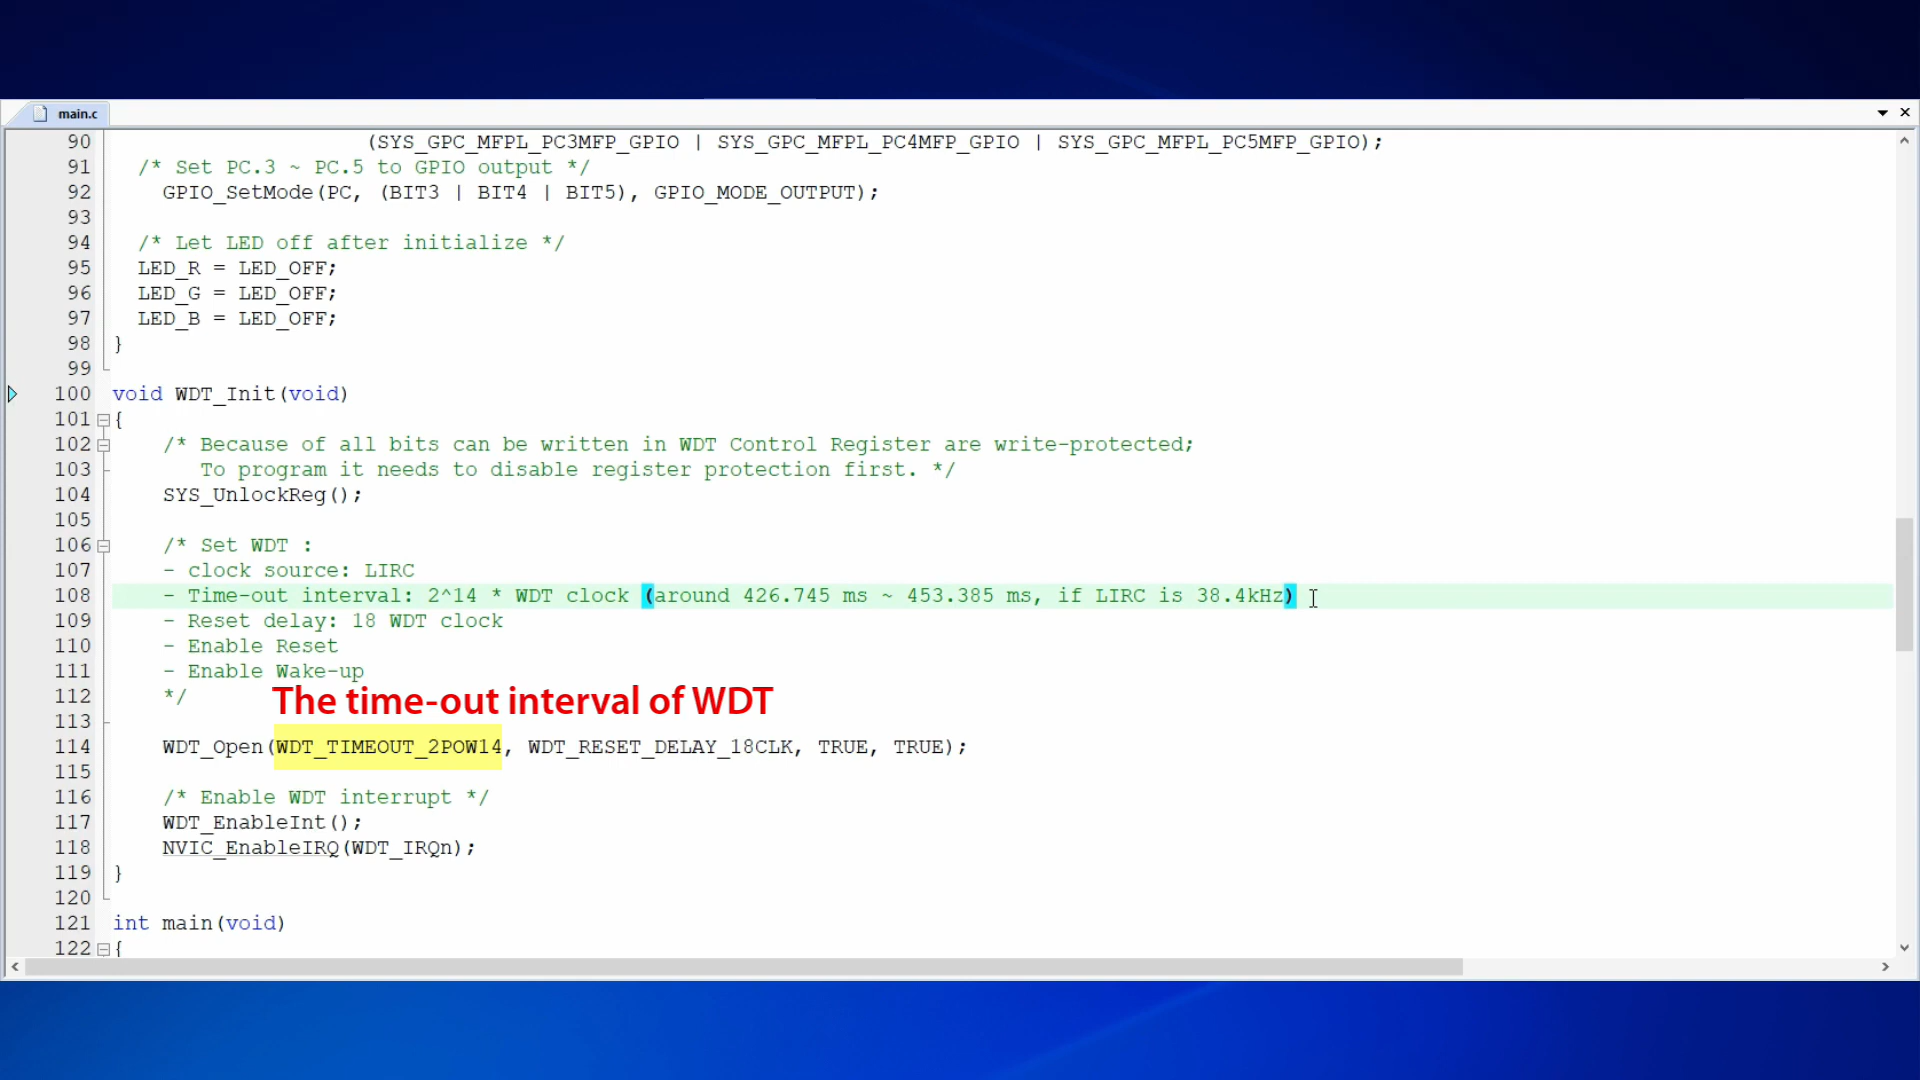 main.c
90 (SYS_GPC_MFPL_PC3MFP_GPIO | SYS_GPC_MFPL_PC4MFP_GPIO | SYS_GPC_MFPL_PC5MFP_GPIO);
91 /* Set PC.3 ~ PC.5 to GPIO output */
92 GPIO_SetMode(PC, (BIT3 | BIT4 | BIT5), GPIO_MODE_OUTPUT);
93
94 /* Let LED off after initialize */
95 LED_R = LED_OFF;
96 LED_G = LED_OFF;
97 LED_B = LED_OFF;
98 }
99
100 void WDT_Init(void)
101 {
102 /* Because of all bits can be written in WDT Control Register are write-protected;
103 To program it needs to disable register protection first. */
104 SYS_UnlockReg();
105
106 /* Set WDT :
107 - clock source: LIRC
108 - Time-out interval: 2^14 * WDT clock (around 426.745 ms ~ 453.385 ms, if LIRC is 38.4kHz)
109 - Reset delay: 18 WDT clock
110 - Enable Reset
111 - Enable Wake-up
112 */
The time-out interval of WDT
113
114 WDT_Open(WDT_TIMEOUT_2POW14, WDT_RESET_DELAY_18CLK, TRUE, TRUE);
115
116 /* Enable WDT interrupt */
117 WDT_EnableInt();
118 NVIC_EnableIRQ(WDT_IRQn);
119 }
120
121 int main(void)
122 {